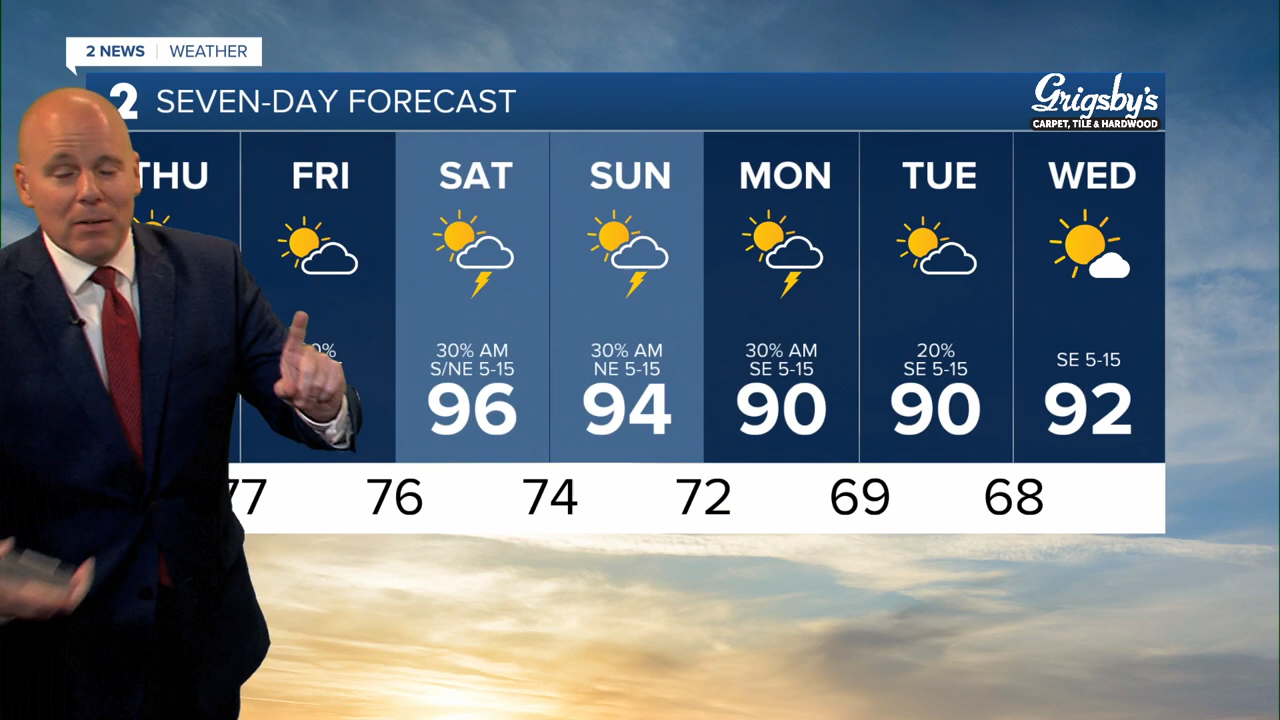 2 NEWS | WEATHER
2 SEVEN-DAY FORECAST
Grigsby's
CARPET, TILE & HARDWOOD
THU FRI SAT SUN MON TUE WED
30% AM 30% AM 30% AM 20%
S/NE 5-15 NE 5-15 SE 5-15 SE 5-15 SE 5-15
96 94 90 90 92
77 76 74 72 69 68